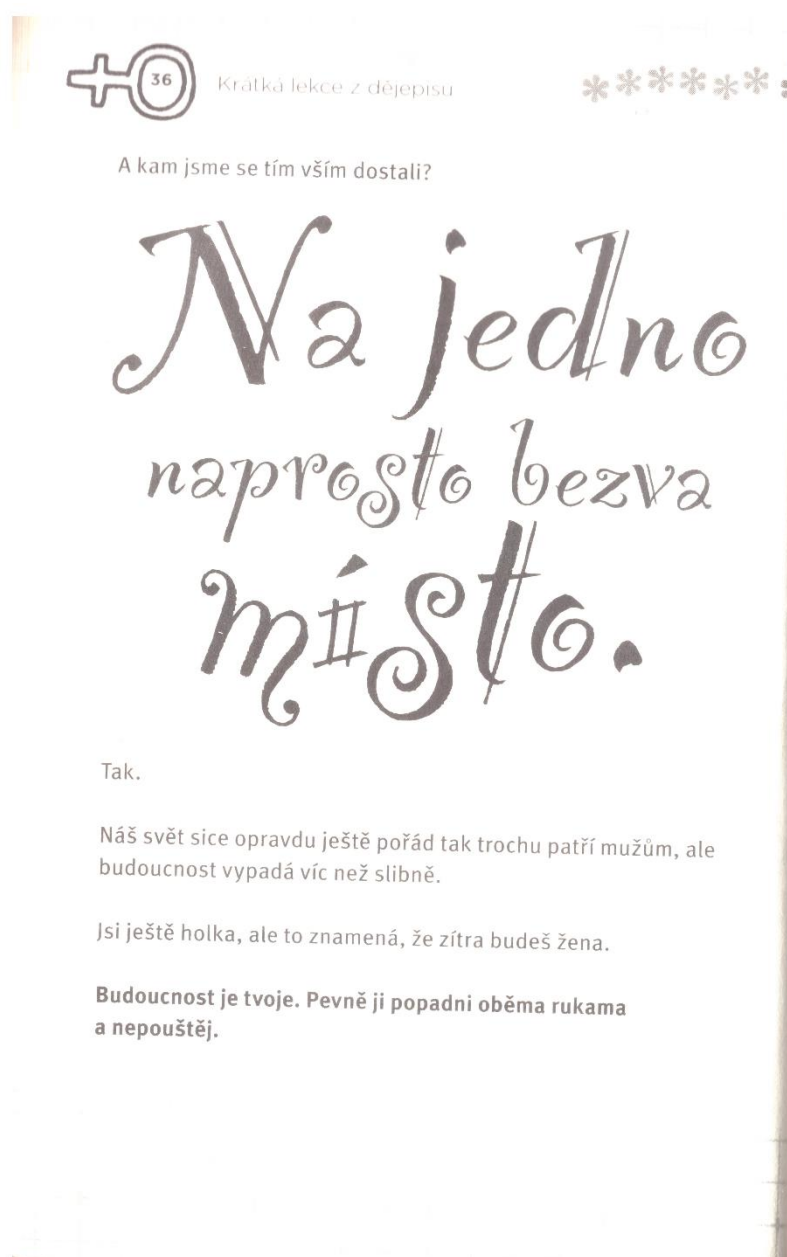 36
Krátká lekce z dějepisu
A kam jsme se tím vším dostali?
Na jedno
naprosto bezva
místo.
Tak.
Náš svět sice opravdu ještě pořád tak trochu patří mužům, ale
budoucnost vypadá víc než slibně.
Jsi ještě holka, ale to znamená, že zítra budeš žena.
Budoucnost je tvoje. Pevně ji popadni oběma rukama
a nepouštěj.